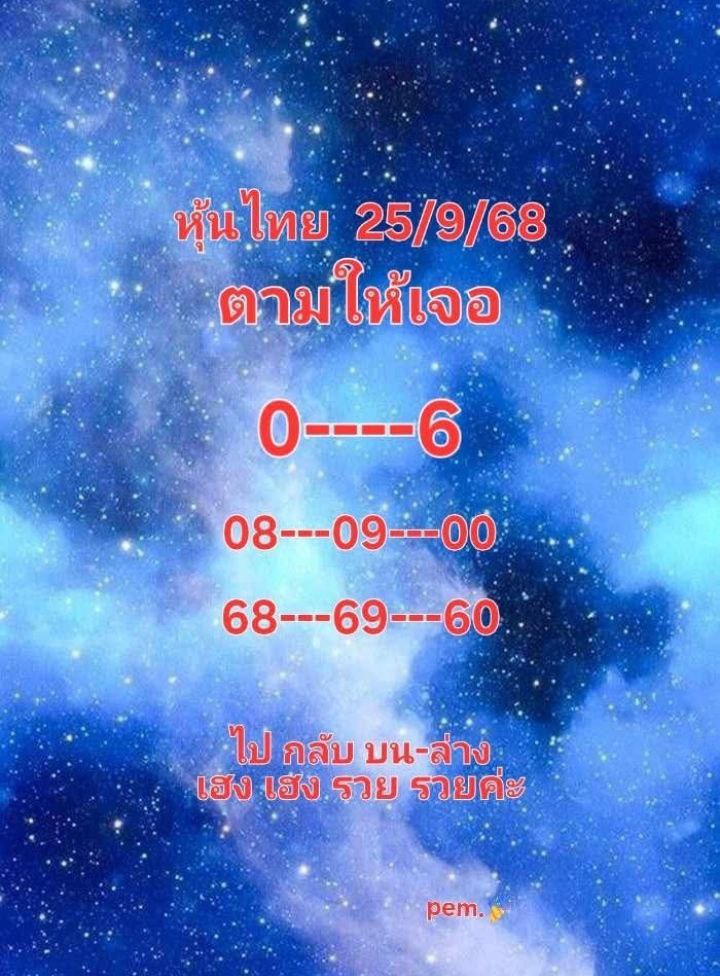 หุ้นไทย 25/9/68
ตามให้เจอ
0----6
08---09---00
68---69---60
ไป กลับ บน-ล่าง
เฮง เฮง รวย รวยค่ะ
pem.